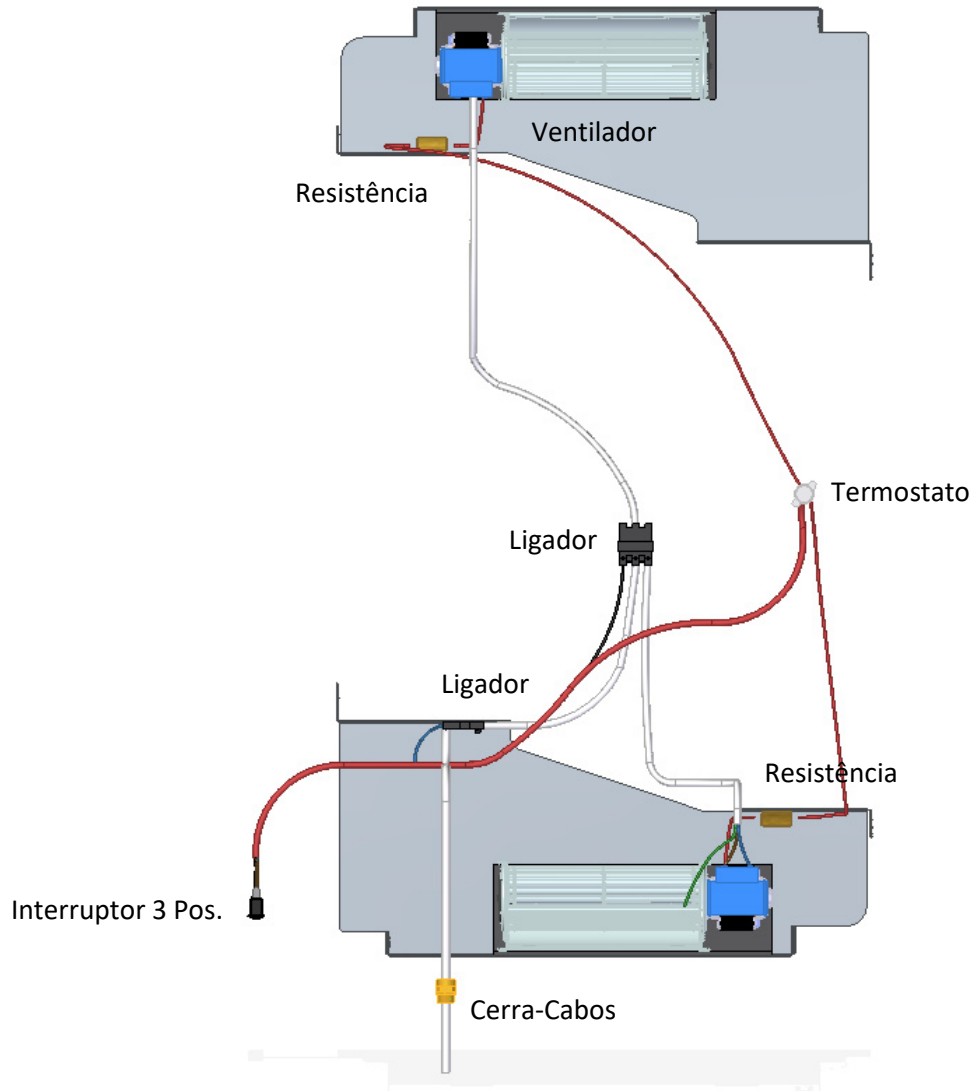 Ventilador
Resistência
Termostato
Ligador
Ligador
Resistência
Interruptor 3 Pos.
Cerra-Cabos